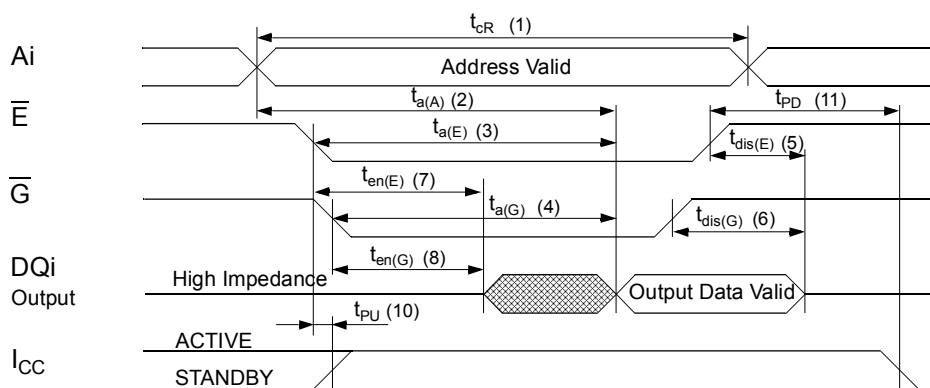 tcR (1)
Ai
Address Valid
ta(A) (2)
tPD (11)
E̅
ta(E) (3)
tdis(E) (5)
ten(E) (7)
G̅
ta(G) (4)
tdis(G) (6)
ten(G) (8)
DQi
Output
High Impedance
Output Data Valid
tPU (10)
ACTIVE
ICC
STANDBY